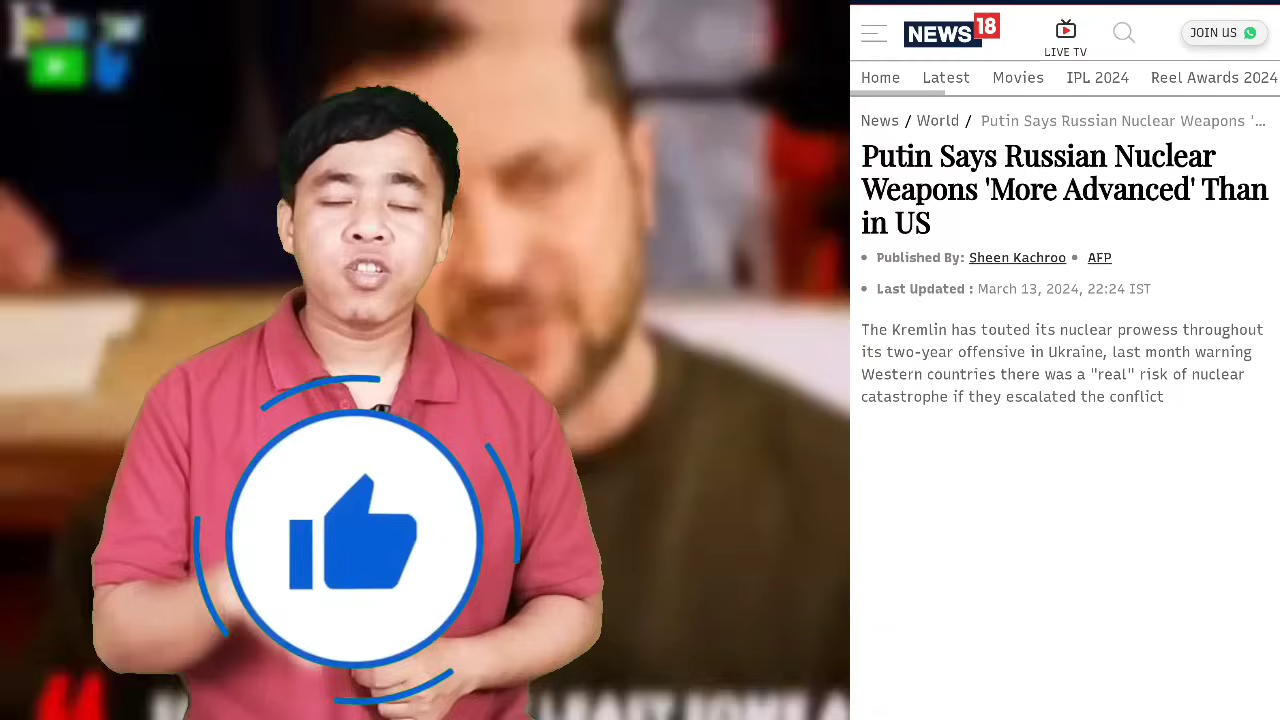 NEWS 18
LIVE TV
JOIN US
Home Latest Movies IPL 2024 Reel Awards 2024
News / World / Putin Says Russian Nuclear Weapons '...
Putin Says Russian Nuclear
Weapons 'More Advanced' Than
in US
• Published By: Sheen Kachroo • AFP
• Last Updated : March 13, 2024, 22:24 IST
The Kremlin has touted its nuclear prowess throughout
its two-year offensive in Ukraine, last month warning
Western countries there was a "real" risk of nuclear
catastrophe if they escalated the conflict